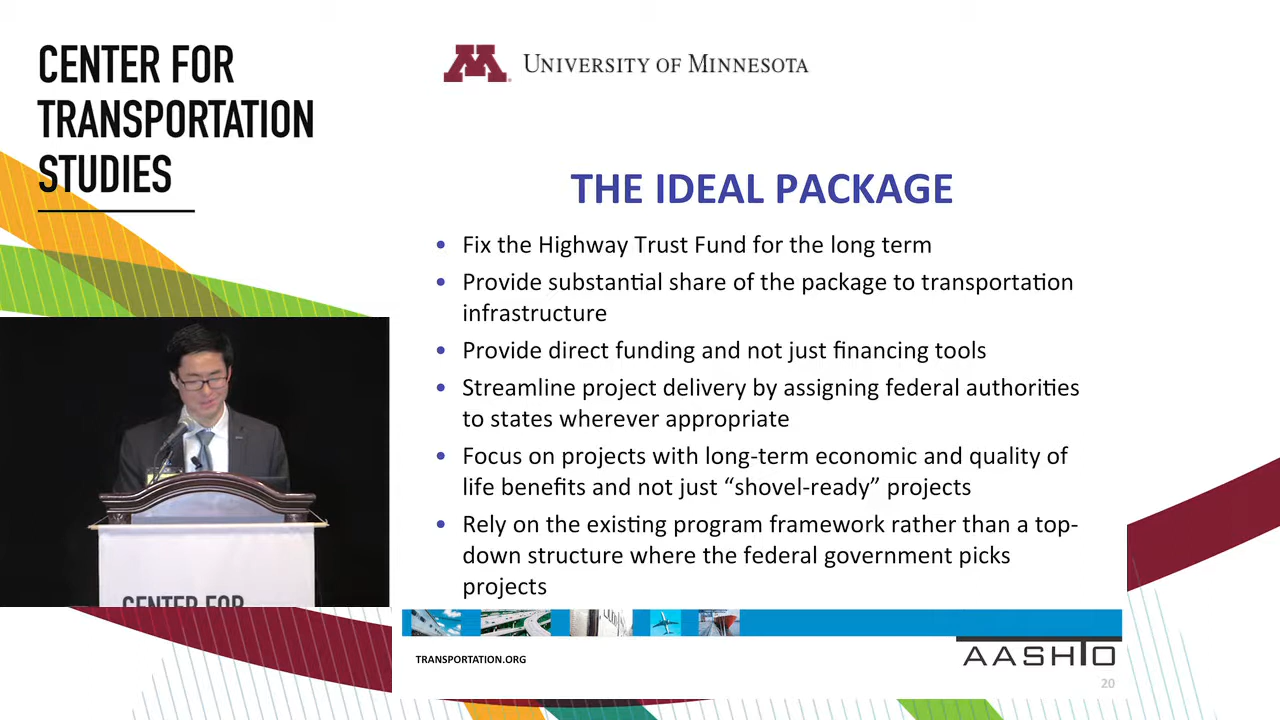 CENTER FOR
TRANSPORTATION
STUDIES
M
UNIVERSITY OF MINNESOTA
THE IDEAL PACKAGE
• Fix the Highway Trust Fund for the long term
• Provide substantial share of the package to transportation
infrastructure
• Provide direct funding and not just financing tools
• Streamline project delivery by assigning federal authorities
to states wherever appropriate
• Focus on projects with long-term economic and quality of
life benefits and not just “shovel-ready” projects
• Rely on the existing program framework rather than a top-
down structure where the federal government picks
projects
CENTER FOR
TRANSPORTATION.ORG
AASHTO
20